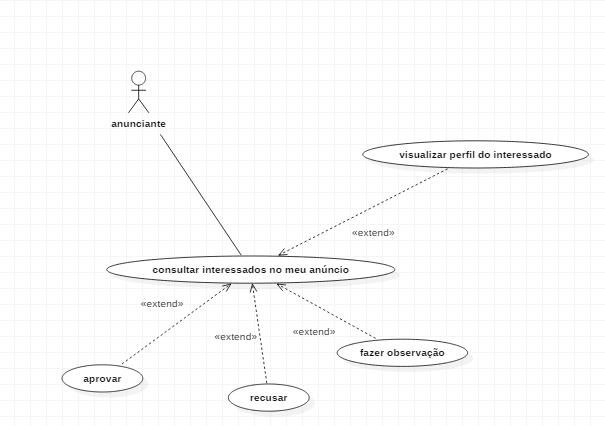 anunciante
visualizar perfil do interessado
«extend»
consultar interessados no meu anúncio
«extend»
«extend»
«extend»
fazer observação
aprovar
recusar